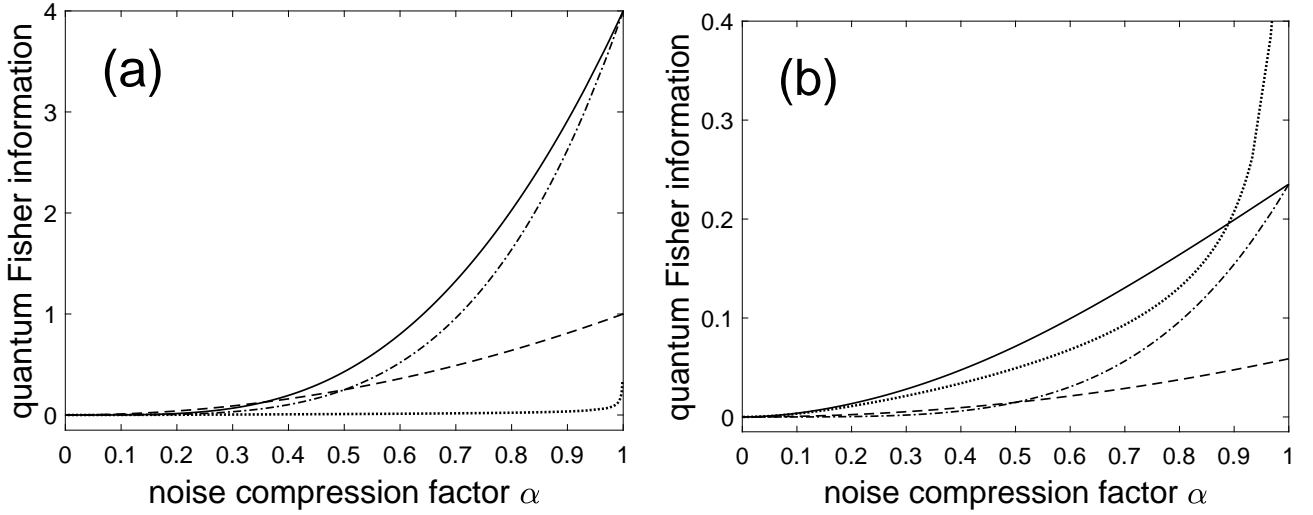 (a)
quantum Fisher information
4
3
2
1
0
0 0.1 0.2 0.3 0.4 0.5 0.6 0.7 0.8 0.9 1
noise compression factor α
(b)
quantum Fisher information
0.4
0.3
0.2
0.1
0
0 0.1 0.2 0.3 0.4 0.5 0.6 0.7 0.8 0.9 1
noise compression factor α